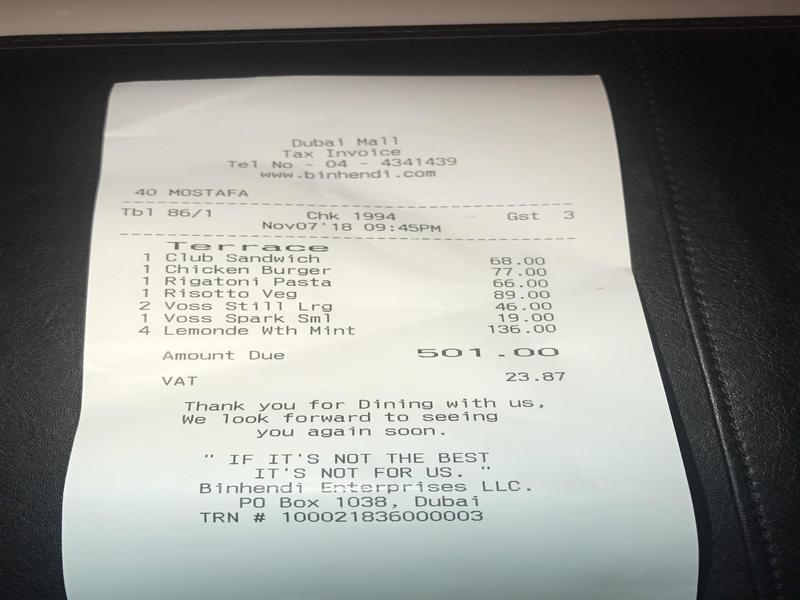 Dubai Mall
Tax Invoice
Tel No - 04 - 4341439
www.binhendi.com
40 MOSTAFA
Tbl 86/1 Chk 1994 Gst 3
Nov07'18 09:45PM
Terrace
1 Club Sandwich 68.00
1 Chicken Burger 77.00
1 Rigatoni Pasta 66.00
1 Risotto Veg 89.00
2 Voss Still Lrg 46.00
1 Voss Spark Sml 19.00
4 Lemonde Wth Mint 136.00
Amount Due 501.00
VAT 23.87
Thank you for Dining with us,
We look forward to seeing
you again soon.
" IF IT'S NOT THE BEST
IT'S NOT FOR US. "
Binhendi Enterprises LLC.
PO Box 1038, Dubai
TRN # 100021836000003